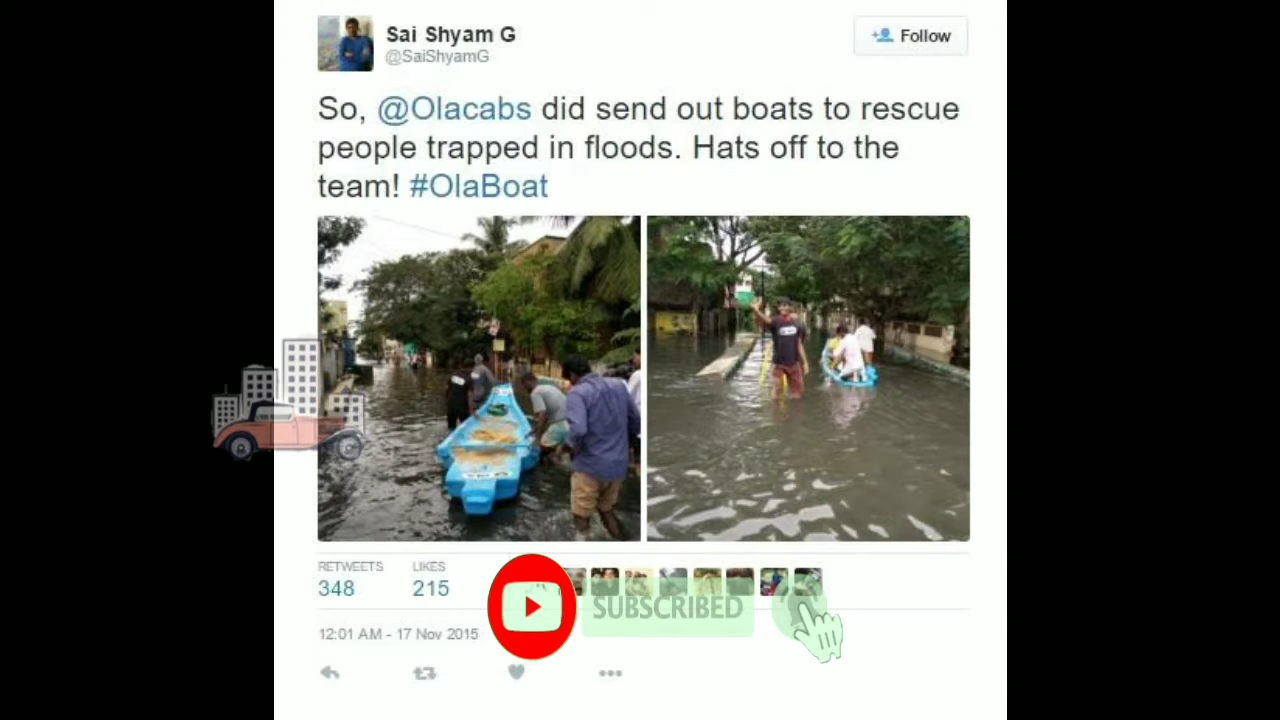 Sai Shyam G
@SaiShyamG
Follow
So, @Olacabs did send out boats to rescue
people trapped in floods. Hats off to the
team! #OlaBoat
RETWEETS LIKES
348 215
SUBSCRIBED
12:01 AM - 17 Nov 2015